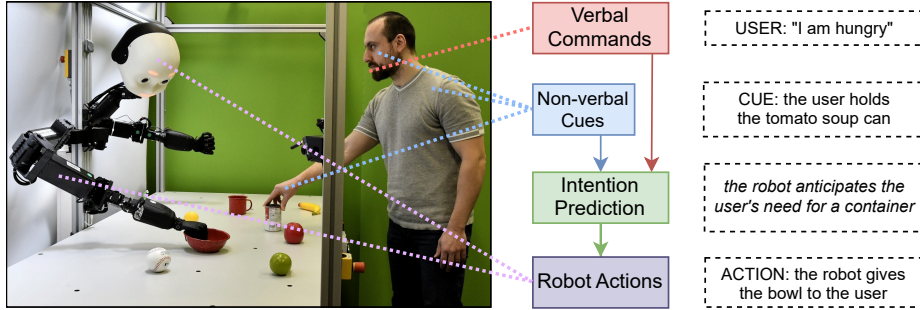 Verbal
Commands
USER: "I am hungry"
Non-verbal
Cues
CUE: the user holds
the tomato soup can
Intention
Prediction
the robot anticipates the
user's need for a container
Robot Actions
ACTION: the robot gives
the bowl to the user